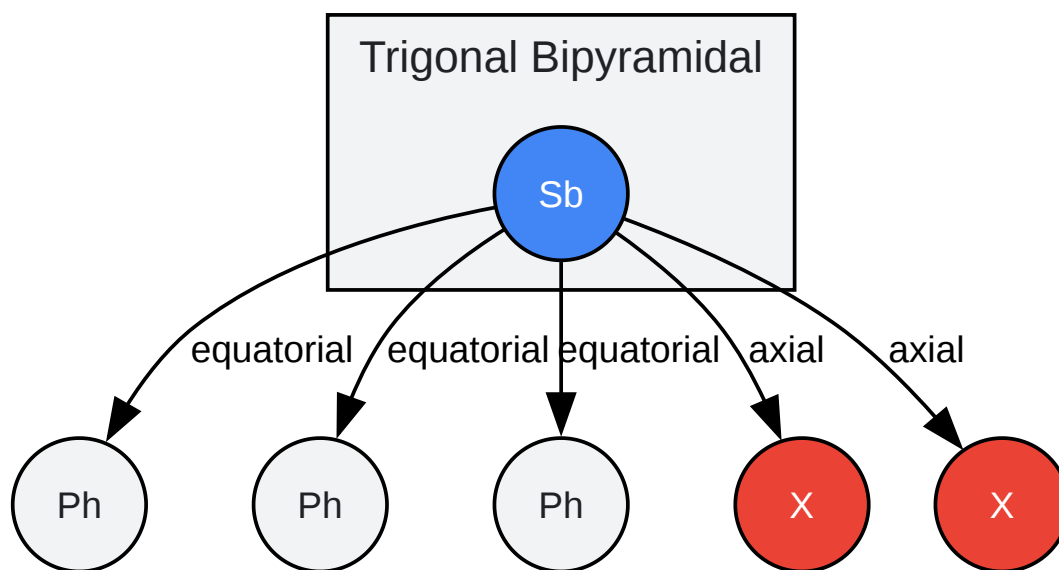 Trigonal Bipyramidal
Sb
equatorial equatorial equatorial axial axial
Ph Ph Ph X X